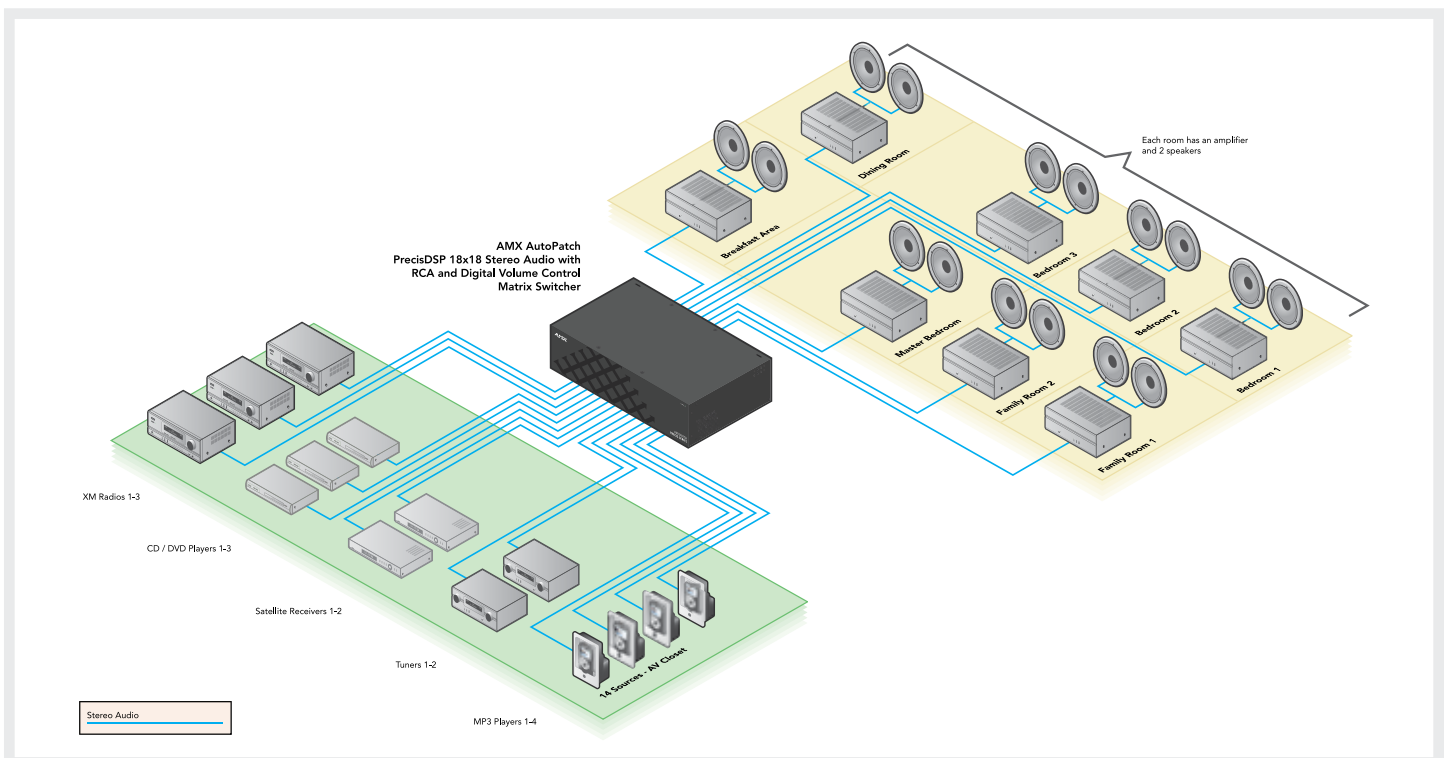 Each room has an amplifier
and 2 speakers
Dining Room
Breakfast Area
Bedroom 3
Bedroom 2
Bedroom 1
Master Bedroom
Family Room 2
Family Room 1
AMX AutoPatch
PrecisDSP 18x18 Stereo Audio with
RCA and Digital Volume Control
Matrix Switcher
AMX
XM Radios 1-3
CD / DVD Players 1-3
Satellite Receivers 1-2
Tuners 1-2
MP3 Players 1-4
14 Sources - AV Closet
Stereo Audio